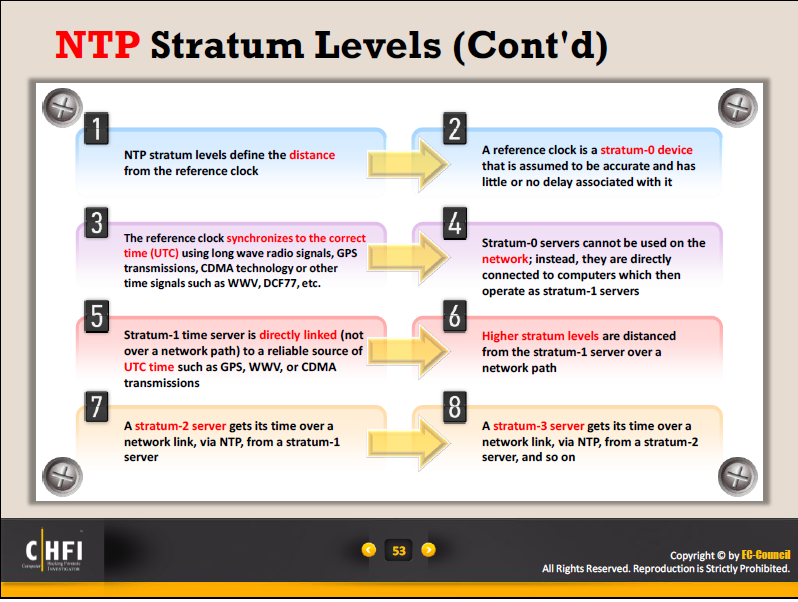 NTP Stratum Levels (Cont'd)
1
NTP stratum levels define the distance
from the reference clock
2
A reference clock is a stratum-0 device
that is assumed to be accurate and has
little or no delay associated with it
3
The reference clock synchronizes to the correct
time (UTC) using long wave radio signals, GPS
transmissions, CDMA technology or other
time signals such as WWV, DCF77, etc.
4
Stratum-0 servers cannot be used on the
network; instead, they are directly
connected to computers which then
operate as stratum-1 servers
5
Stratum-1 time server is directly linked (not
over a network path) to a reliable source of
UTC time such as GPS, WWV, or CDMA
transmissions
6
Higher stratum levels are distanced
from the stratum-1 server over a
network path
7
A stratum-2 server gets its time over a
network link, via NTP, from a stratum-1
server
8
A stratum-3 server gets its time over a
network link, via NTP, from a stratum-2
server, and so on
CHFI
Computer Hacking Forensic
INVESTIGATOR
53
Copyright © by EC-Council
All Rights Reserved. Reproduction is Strictly Prohibited.